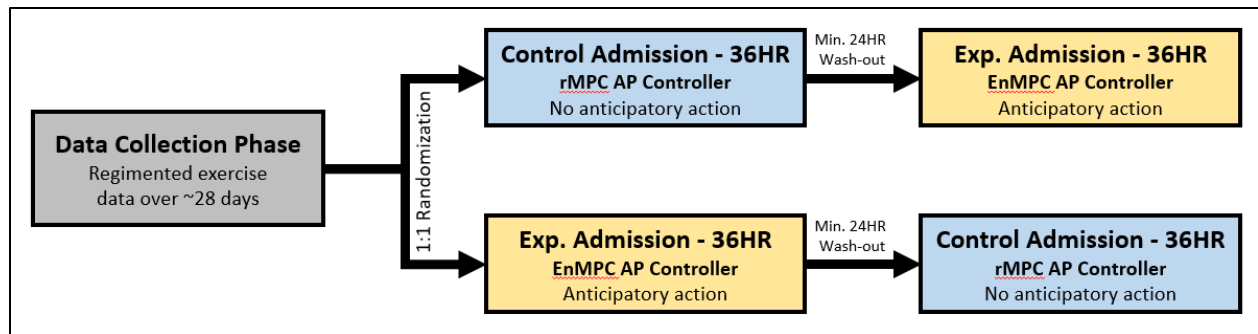 Data Collection Phase
Regimented exercise
data over ~28 days
1:1 Randomization
Control Admission - 36HR
rMPC AP Controller
No anticipatory action
Min. 24HR
Wash-out
Exp. Admission - 36HR
EnMPC AP Controller
Anticipatory action
Exp. Admission - 36HR
EnMPC AP Controller
Anticipatory action
Min. 24HR
Wash-out
Control Admission - 36HR
rMPC AP Controller
No anticipatory action